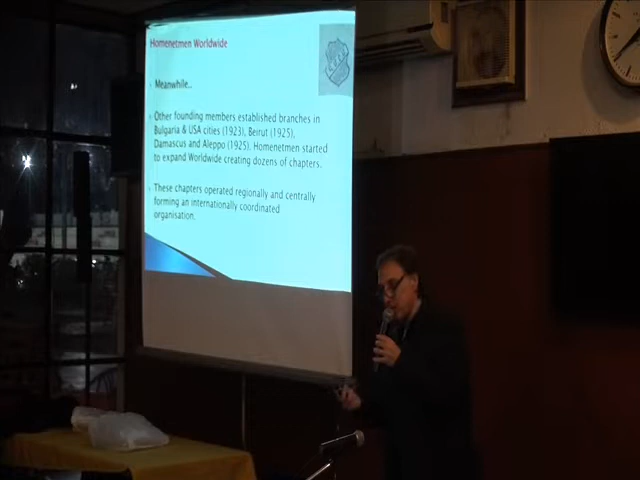 Homenetmen Worldwide
Meanwhile..
Other founding members established branches in
Bulgaria & USA cities (1923), Beirut (1925),
Damascus and Aleppo (1925). Homenetmen started
to expand Worldwide creating dozens of chapters.
These chapters operated regionally and centrally
forming an internationally coordinated
organisation.